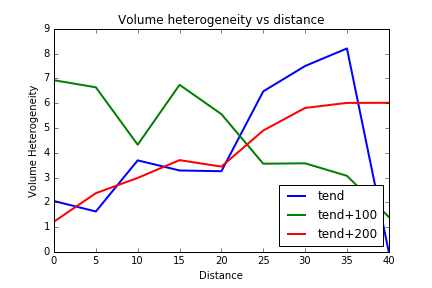 Volume heterogeneity vs distance
Volume Heterogeneity
9
8
7
6
5
4
3
2
1
0
0 5 10 15 20 25 30 35 40
Distance
tend
tend+100
tend+200